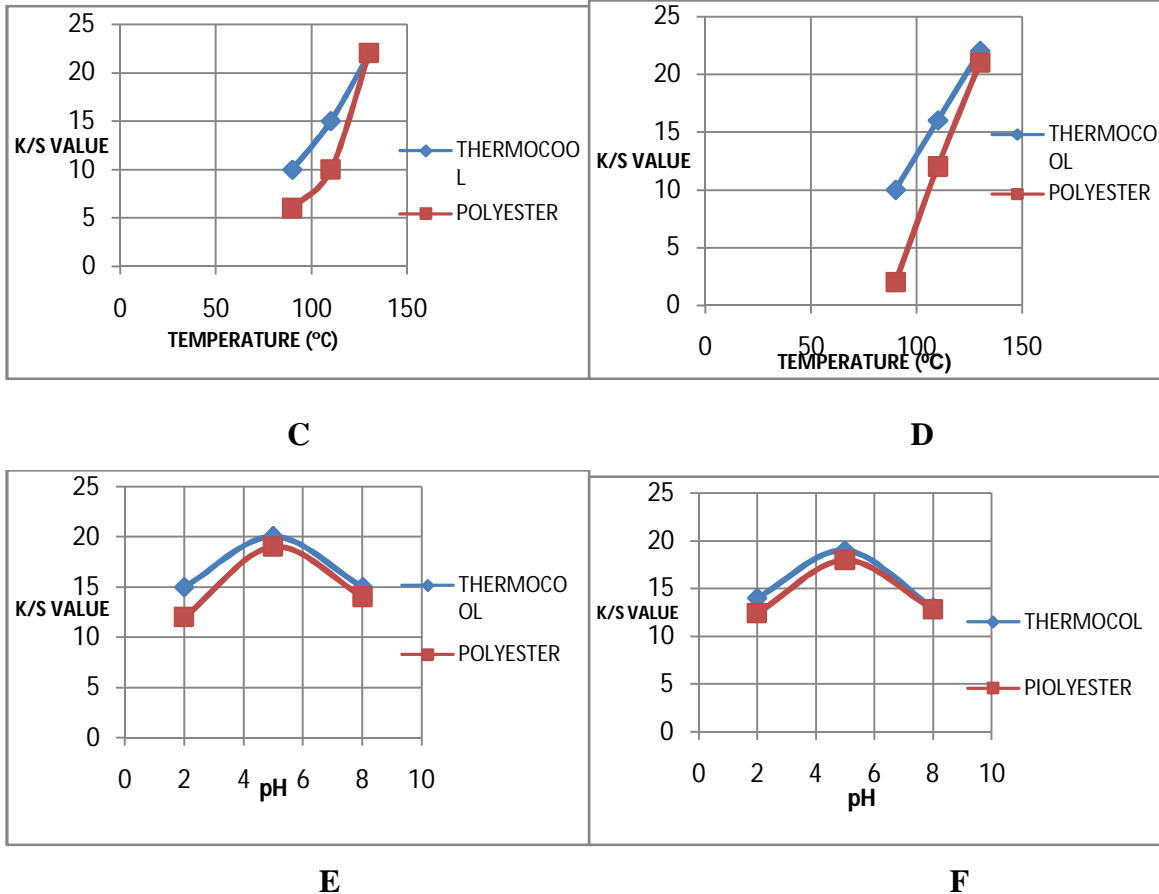 25
20
15
10
5
0
K/S VALUE
0 50 100 150
TEMPERATURE (ºC)
THERMOCOO
L
POLYESTER
25
20
15
10
5
0
K/S VALUE
0 50 100 150
TEMPERATURE (ºC)
THERMOCO
OL
POLYESTER
C
D
25
20
15
10
5
0
K/S VALUE
0 2 4 6 8 10
pH
THERMOCO
OL
POLYESTER
25
20
15
10
5
0
K/S VALUE
0 2 4 6 8 10
pH
THERMOCOL
PIOLYESTER
E
F